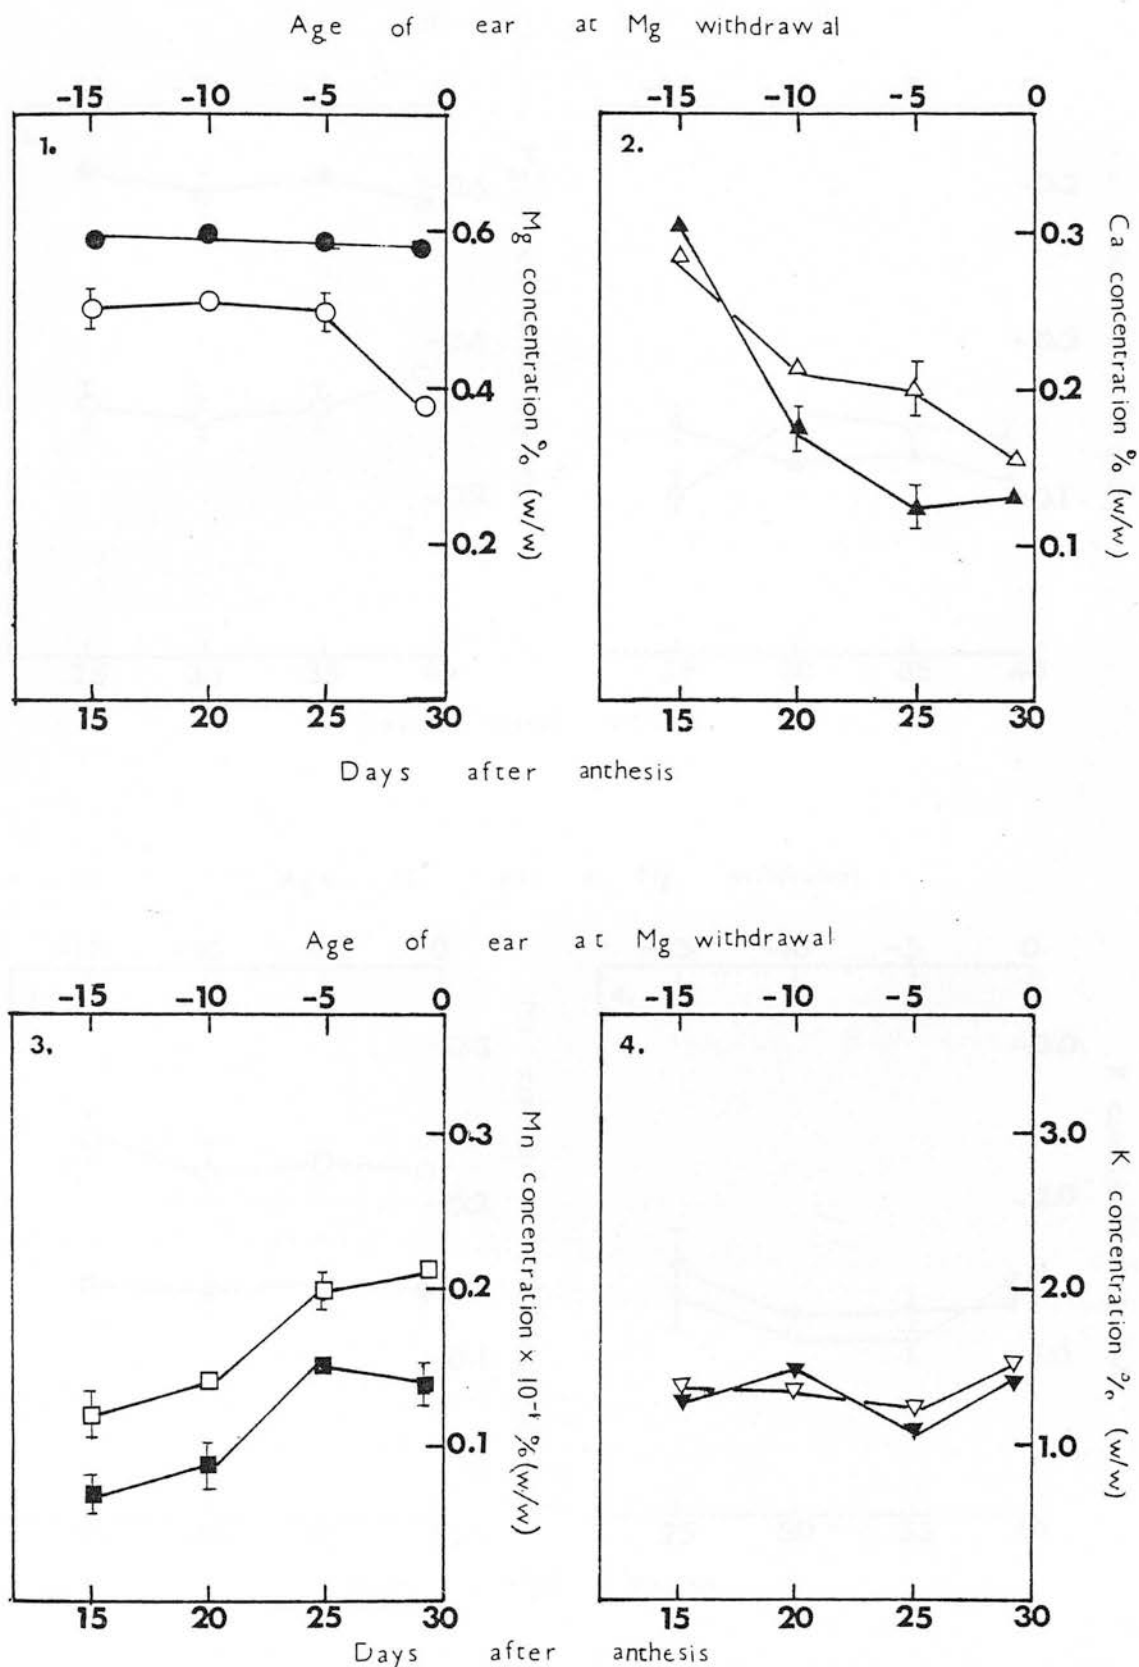 Age of ear at Mg withdrawal
-15 -10 -5 0
-15 -10 -5 0
1.
0.6
0.4
0.2
Mg concentration % (w/w)
15 20 25 30
2.
0.3
0.2
0.1
Ca concentration % (w/w)
15 20 25 30
Days after anthesis
Age of ear at Mg withdrawal
-15 -10 -5 0
-15 -10 -5 0
3.
0.3
0.2
0.1
Mn concentration × 10⁻¹ % (w/w)
15 20 25 30
4.
3.0
2.0
1.0
K concentration % (w/w)
15 20 25 30
Days after anthesis